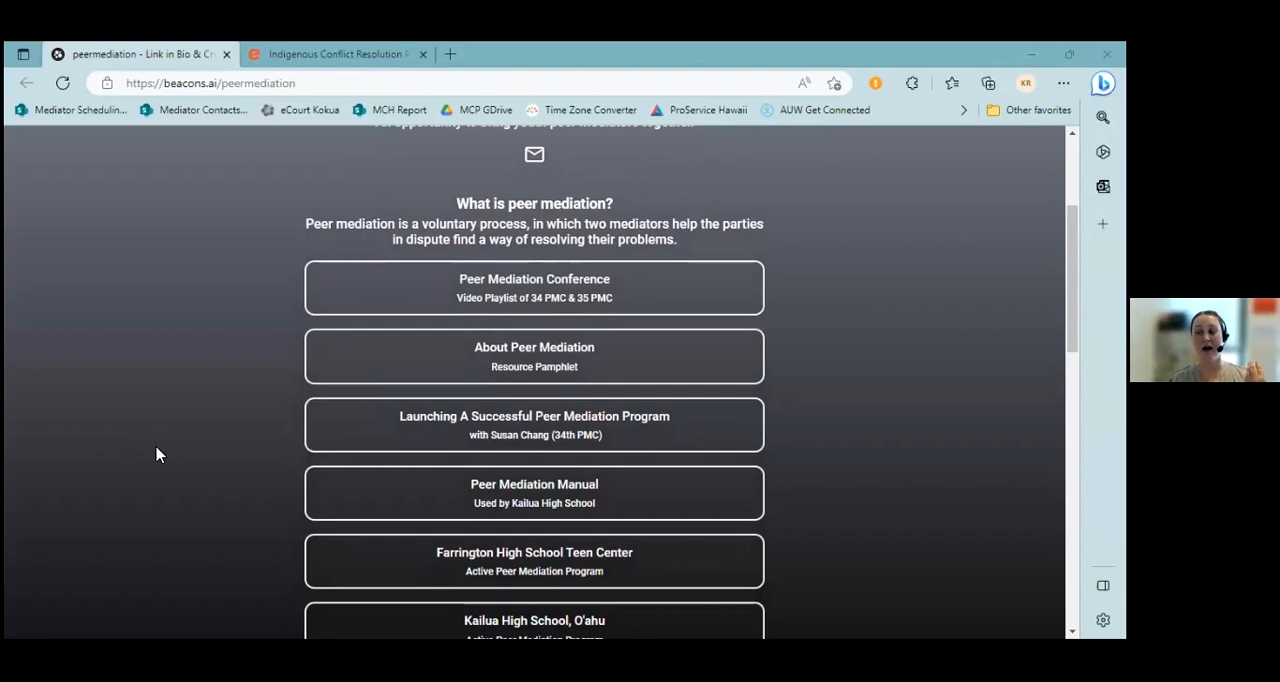 peermediation - Link in Bio & Cr
Indigenous Conflict Resolution
https://beacons.ai/peermediation
KR
Mediator Schedulin...
Mediator Contacts...
eCourt Kokua
MCH Report
MCP GDrive
Time Zone Converter
ProService Hawaii
AUW Get Connected
Other favorites
What is peer mediation?
Peer mediation is a voluntary process, in which two mediators help the parties
in dispute find a way of resolving their problems.
Peer Mediation Conference
Video Playlist of 34 PMC & 35 PMC
About Peer Mediation
Resource Pamphlet
Launching A Successful Peer Mediation Program
with Susan Chang (34th PMC)
Peer Mediation Manual
Used by Kailua High School
Farrington High School Teen Center
Active Peer Mediation Program
Kailua High School, O'ahu
Active Peer Mediation Program